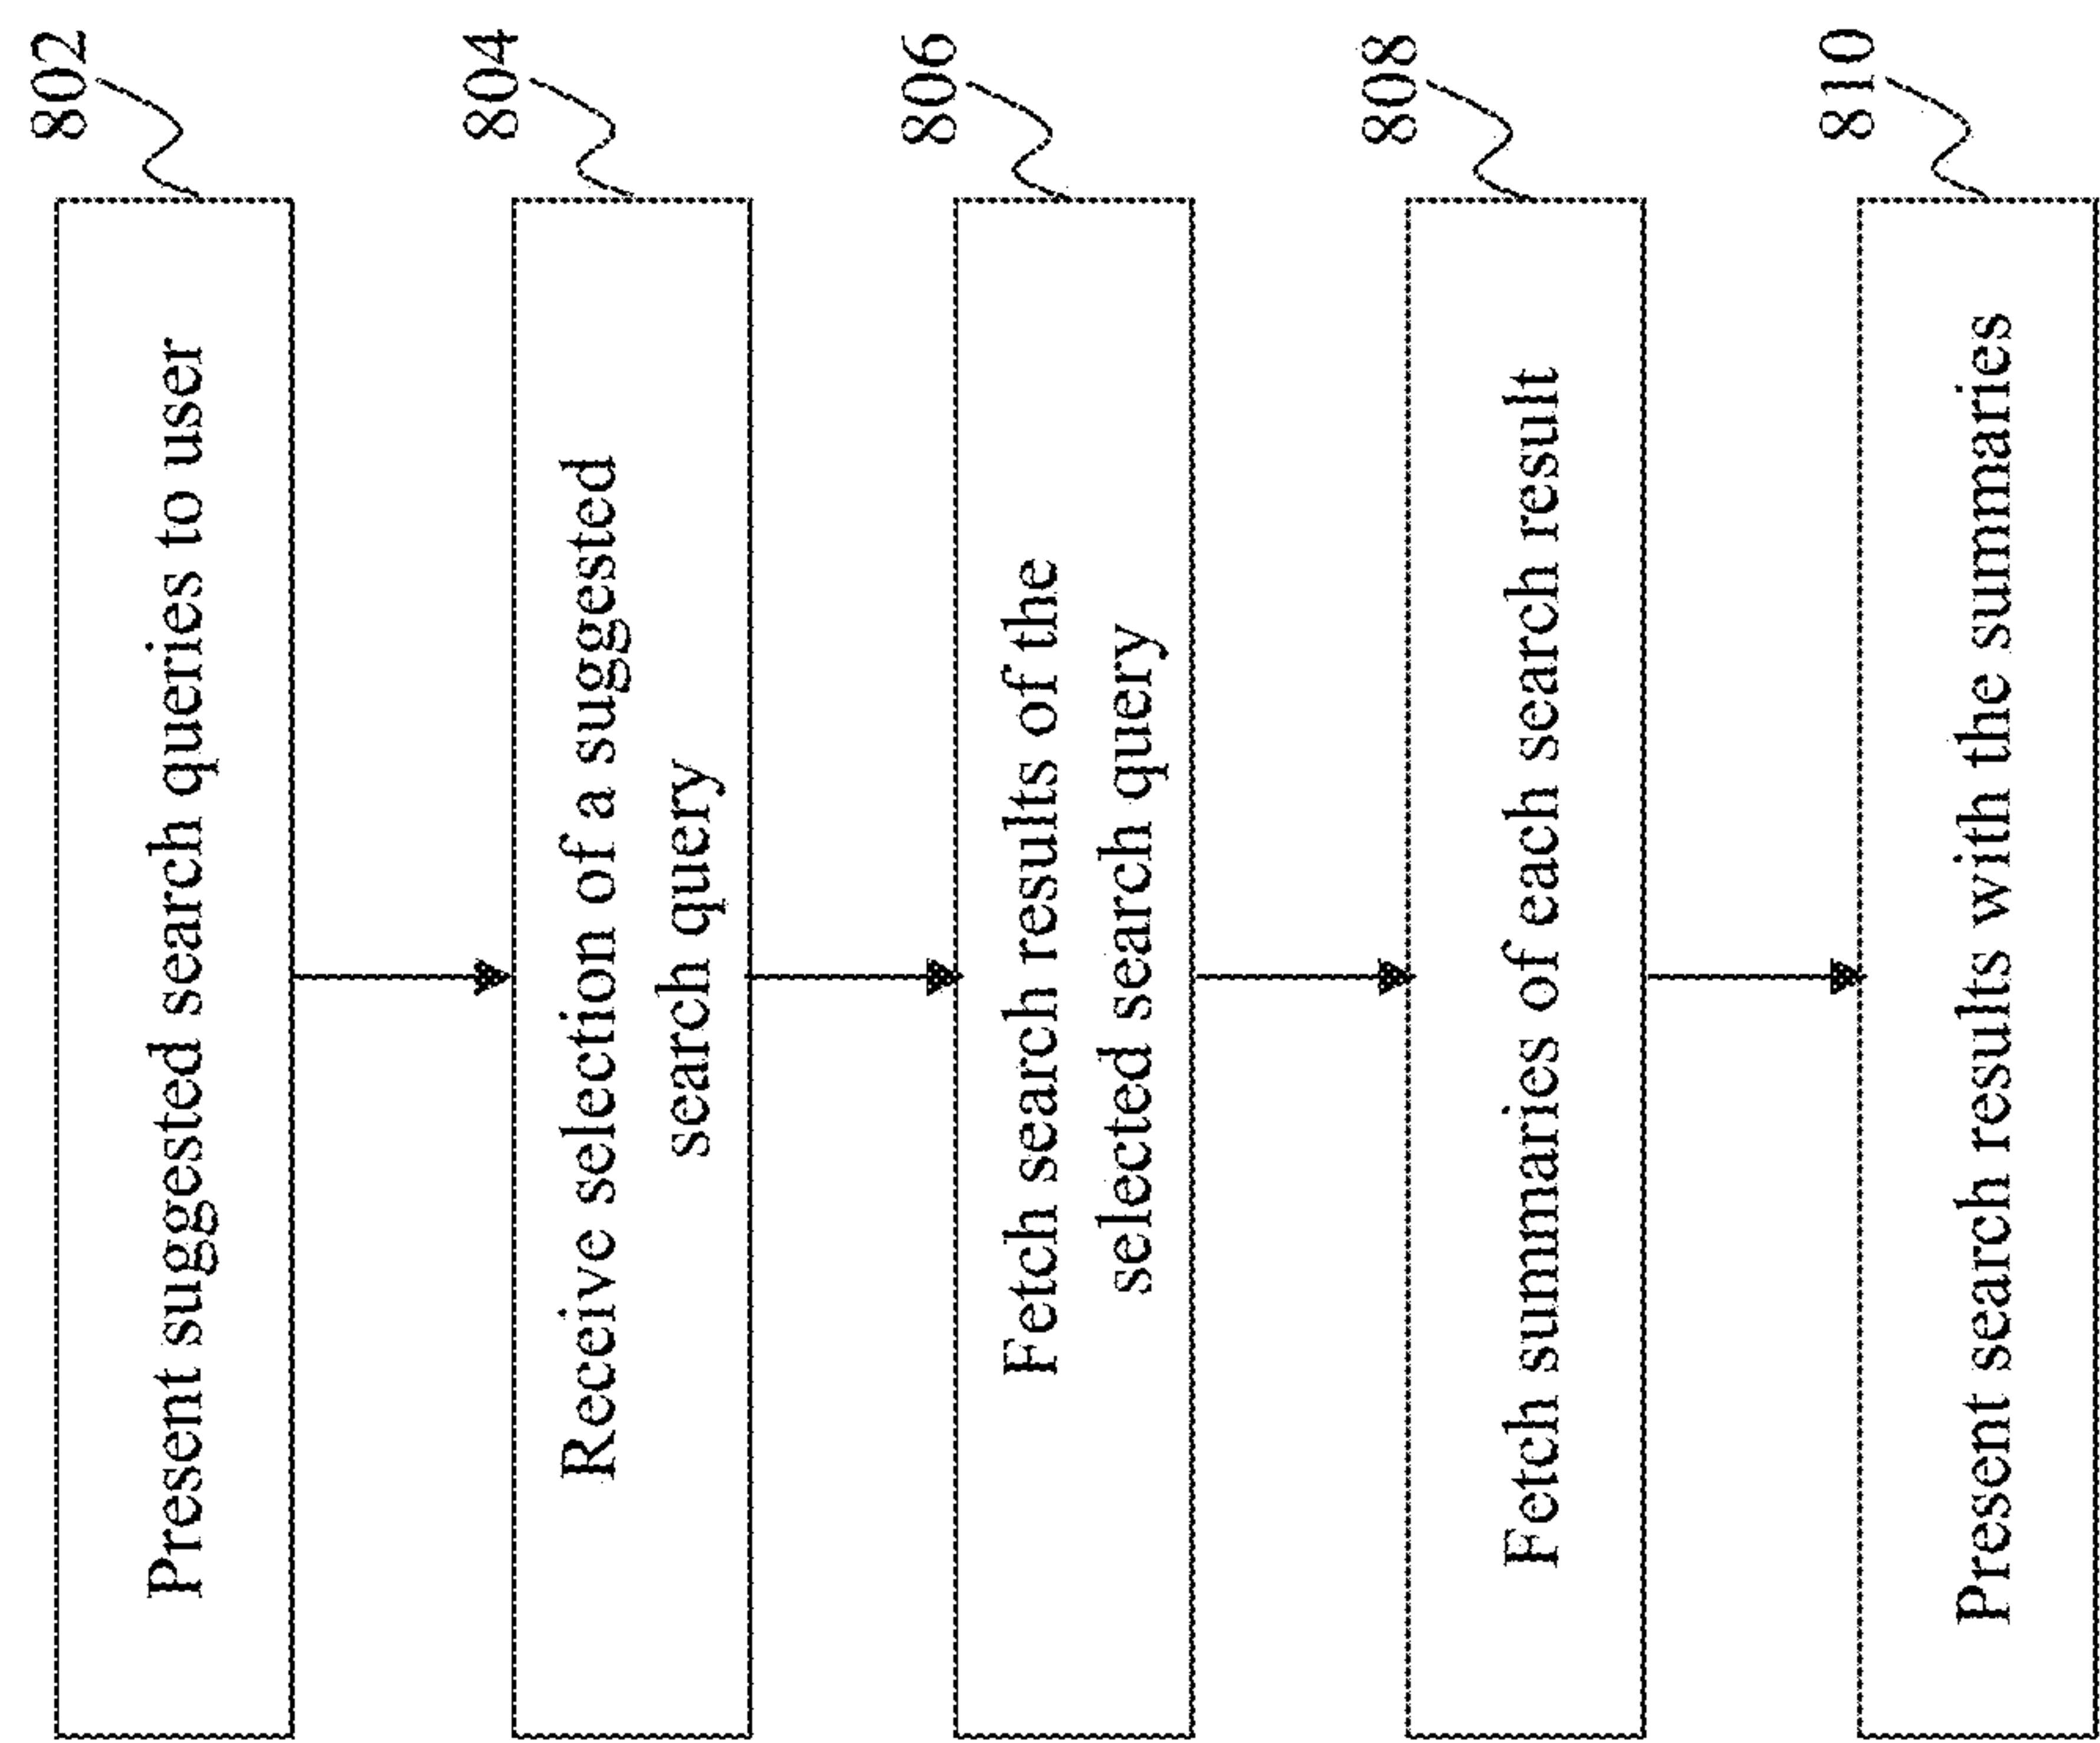 802
Present suggested search queries to user
804
Receive selection of a suggested
search query
806
Fetch search results of the
selected search query
808
Fetch summaries of each search result
810
Present search results with the summaries